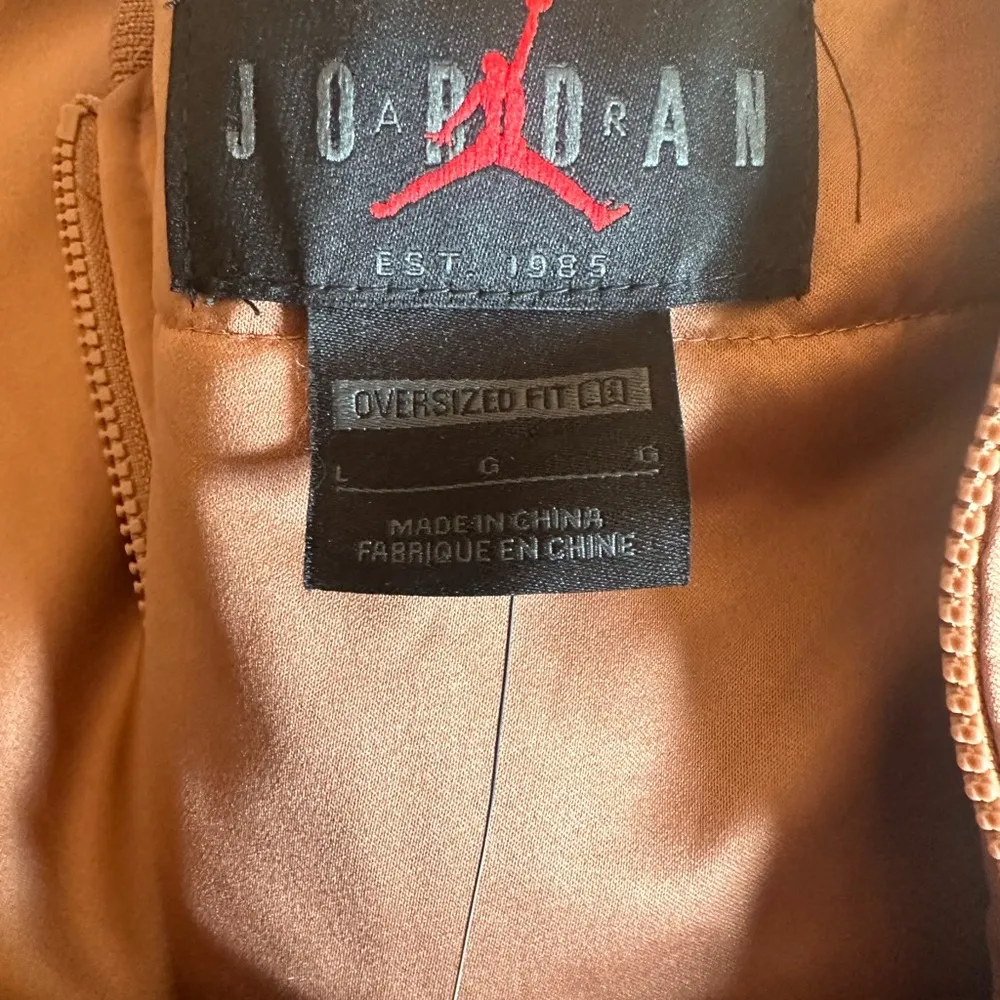 JORDAN
AIR
EST. 1985
OVERSIZED FIT
L G G
MADE IN CHINA
FABRIQUE EN CHINE